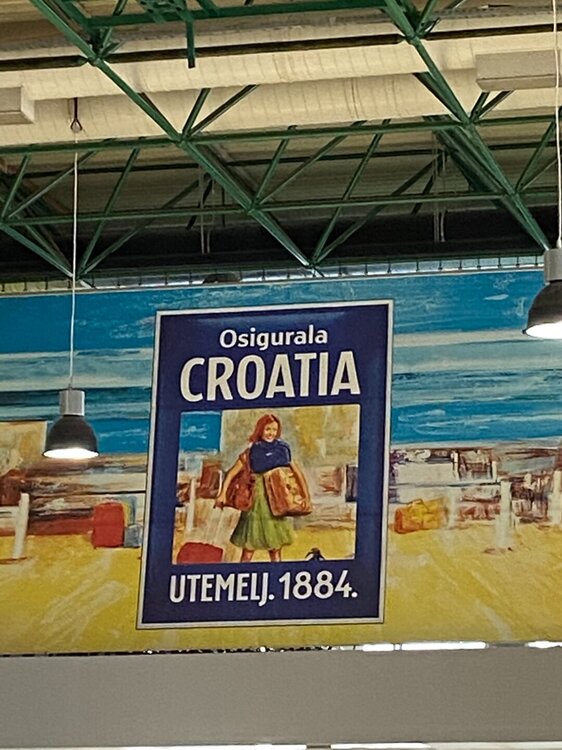 Osigurala
CROATIA
UTEMELJ. 1884.